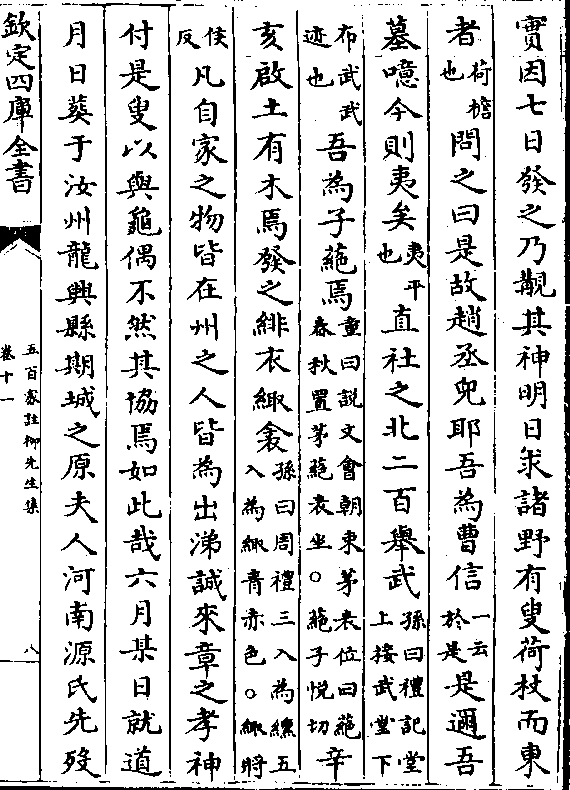 實因七日發之乃覯其神明日求諸野有叟荷杖而東
者荷檐也問之曰是故趙丞兒耶吾為曹信一云於是是邇吾
墓噫今則夷矣夷平也直社之北二百舉武孫曰禮記堂上接武堂下
布武武迹也吾為子蕝焉童曰說文會朝束茅表位曰蕝春秋置茅蕝表坐○蕝子悅切辛
亥啟土有木焉發之緋衣緅衾孫曰周禮三入為纁五入為緅青赤色○緅將
侯反凡自家之物皆在州之人皆為出涕誠來章之孝神
付是叟以與龜偶不然其協焉如此哉六月某日就道
月日葬于汝州龍興縣期城之原夫人河南源氏先歿
欽定四庫全書
五百家註柳先生集
卷十一
八